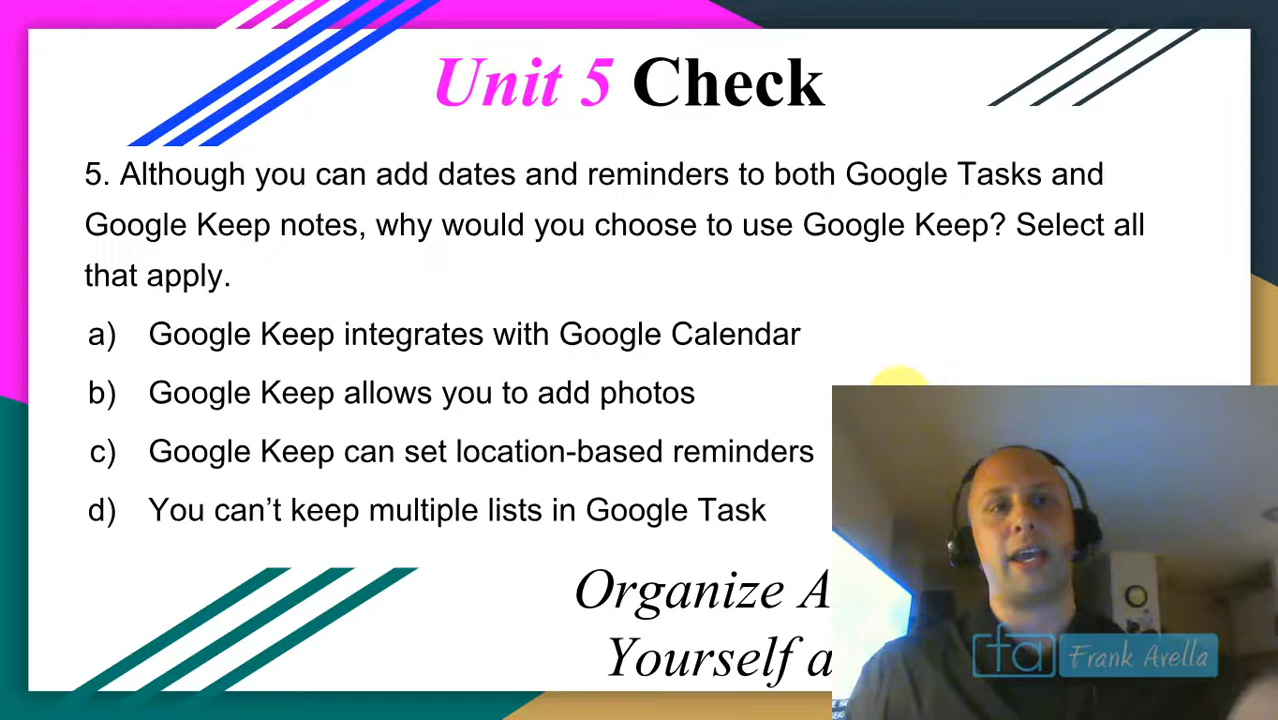 Unit 5 Check
5. Although you can add dates and reminders to both Google Tasks and
Google Keep notes, why would you choose to use Google Keep? Select all
that apply.
a) Google Keep integrates with Google Calendar
b) Google Keep allows you to add photos
c) Google Keep can set location-based reminders
d) You can’t keep multiple lists in Google Task
Organize A
Yourself a
fa Frank Avella